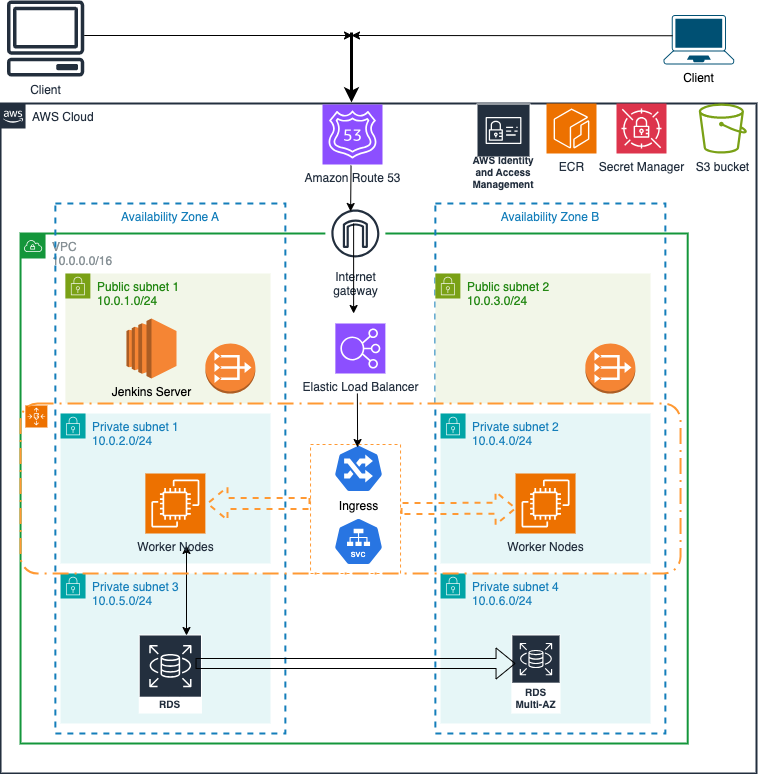 Client
Client
aws
AWS Cloud
53
Amazon Route 53
AWS Identity
and Access
Management
ECR
Secret Manager
S3 bucket
Availability Zone A
Availability Zone B
VPC
10.0.0.0/16
Internet
gateway
Public subnet 1
10.0.1.0/24
Public subnet 2
10.0.3.0/24
Jenkins Server
Elastic Load Balancer
Private subnet 1
10.0.2.0/24
Private subnet 2
10.0.4.0/24
Ingress
svc
Worker Nodes
Worker Nodes
Private subnet 3
10.0.5.0/24
Private subnet 4
10.0.6.0/24
RDS
RDS
Multi-AZ